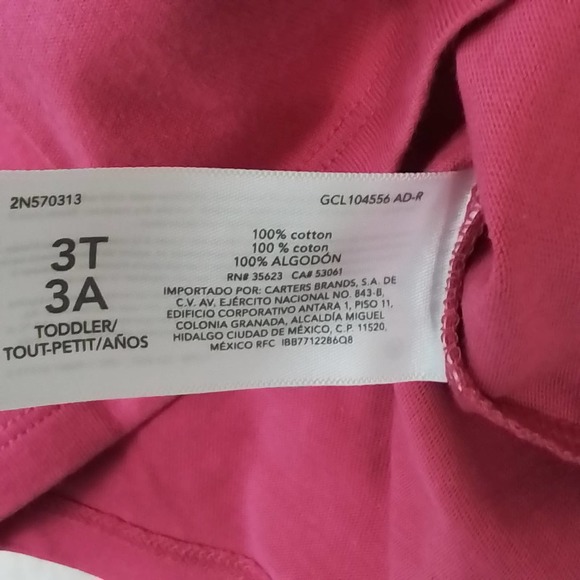 2N570313
GCL104556 AD-R
3T
3A
TODDLER/
TOUT-PETIT/AÑOS
100% cotton
100 % coton
100% ALGODÓN
RN# 35623 CA# 53061
IMPORTADO POR: CARTERS BRANDS, S.A. DE
C.V. AV. EJÉRCITO NACIONAL NO. 843-B,
EDIFICIO CORPORATIVO ANTARA 1, PISO 11,
COLONIA GRANADA, ALCALDÍA MIGUEL
HIDALGO CIUDAD DE MÉXICO, C.P. 11520,
MÉXICO RFC IBB7712286Q8